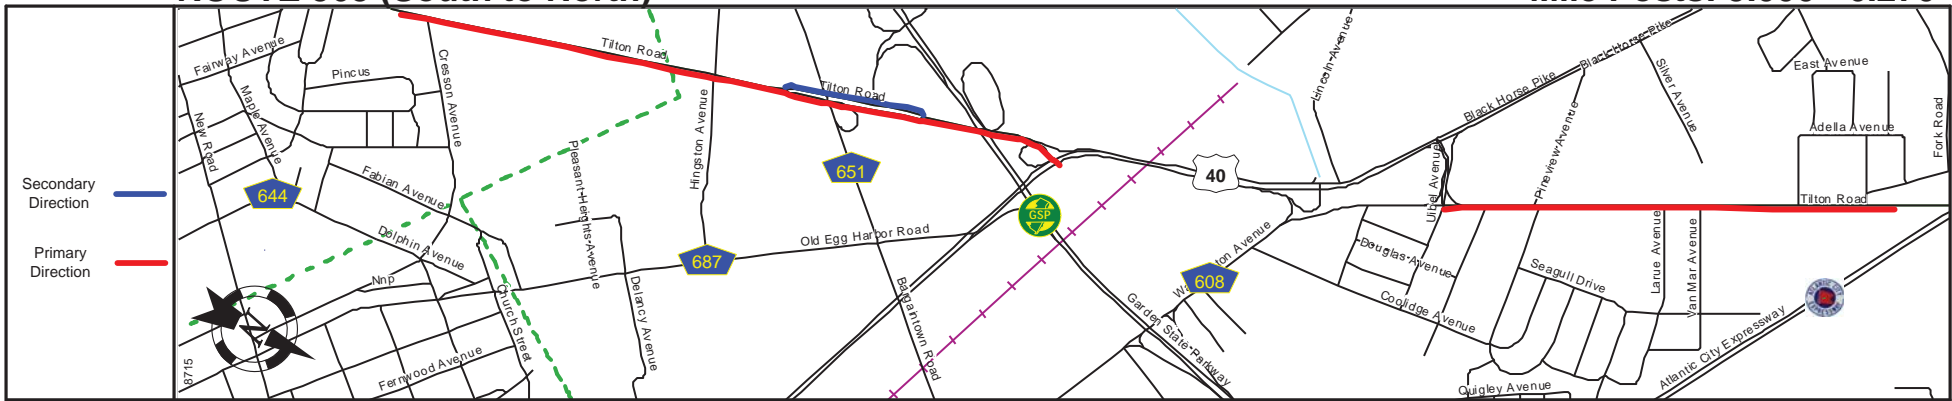 Secondary
Direction
Primary
Direction
Fairway Avenue
Pincus
Maple Avenue
New Road
Cresson Avenue
Tilton Road
Tilton Road
Hingston Avenue
Pleasant Heights Avenue
Fabian Avenue
Dolphin Avenue
644
651
687
608
40
GSP
Nnp
Church Street
Fernwood Avenue
Delancy Avenue
Old Egg Harbor Road
Bargaintown Road
Garden State Parkway
Lincoln Avenue
Black Horse Pike
Black Horse Pike
Silver Avenue
Pineview Avenue
Uibel Avenue
East Avenue
Adella Avenue
Fork Road
Tilton Road
Douglas Avenue
Coolidge Avenue
Seagull Drive
Larue Avenue
Van Mar Avenue
Quigley Avenue
Atlantic City Expressway
N
8715